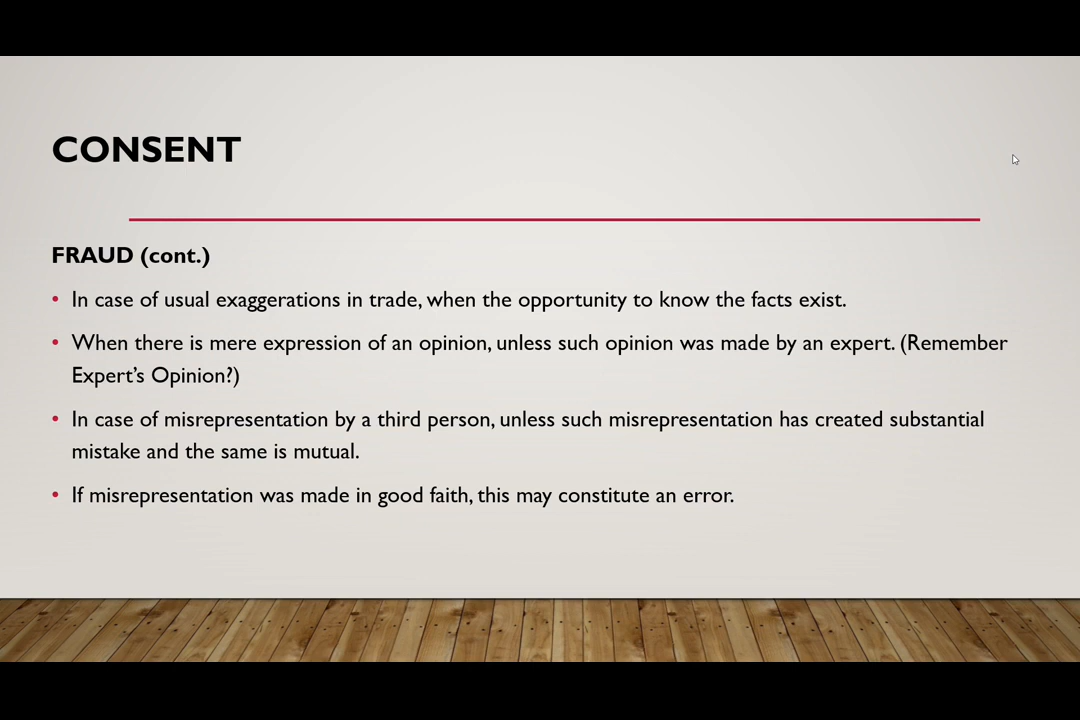 CONSENT
FRAUD (cont.)
• In case of usual exaggerations in trade, when the opportunity to know the facts exist.
• When there is mere expression of an opinion, unless such opinion was made by an expert. (Remember
Expert’s Opinion?)
• In case of misrepresentation by a third person, unless such misrepresentation has created substantial
mistake and the same is mutual.
• If misrepresentation was made in good faith, this may constitute an error.